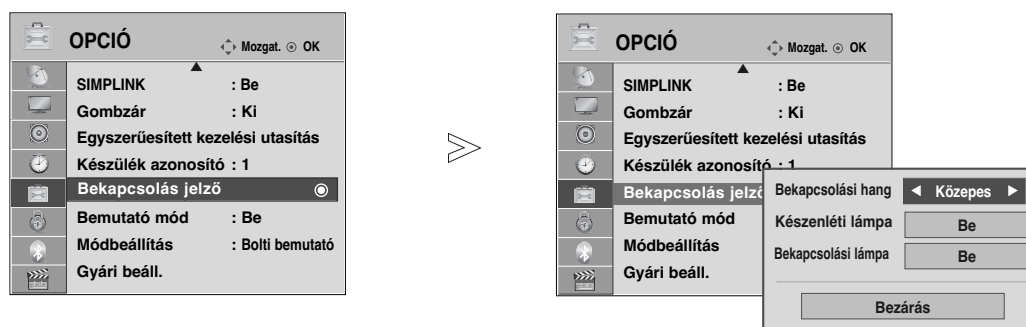 OPCIÓ
Mozgat. OK
SIMPLINK : Be
Gombzár : Ki
Egyszerűesített kezelési utasítás
Készülék azonosító : 1
Bekapcsolás jelző
Bemutató mód : Be
Módbeállítás : Bolti bemutató
Gyári beáll.
OPCIÓ
Mozgat. OK
SIMPLINK : Be
Gombzár : Ki
Egyszerűesített kezelési utasítás
Készülék azonosító : 1
Bekapcsolás jelző
Bemutató mód
Módbeállítás
Gyári beáll.
Bekapcsolási hang ◄ Közepes ►
Készenléti lámpa Be
Bekapcsolási lámpa Be
Bezárás